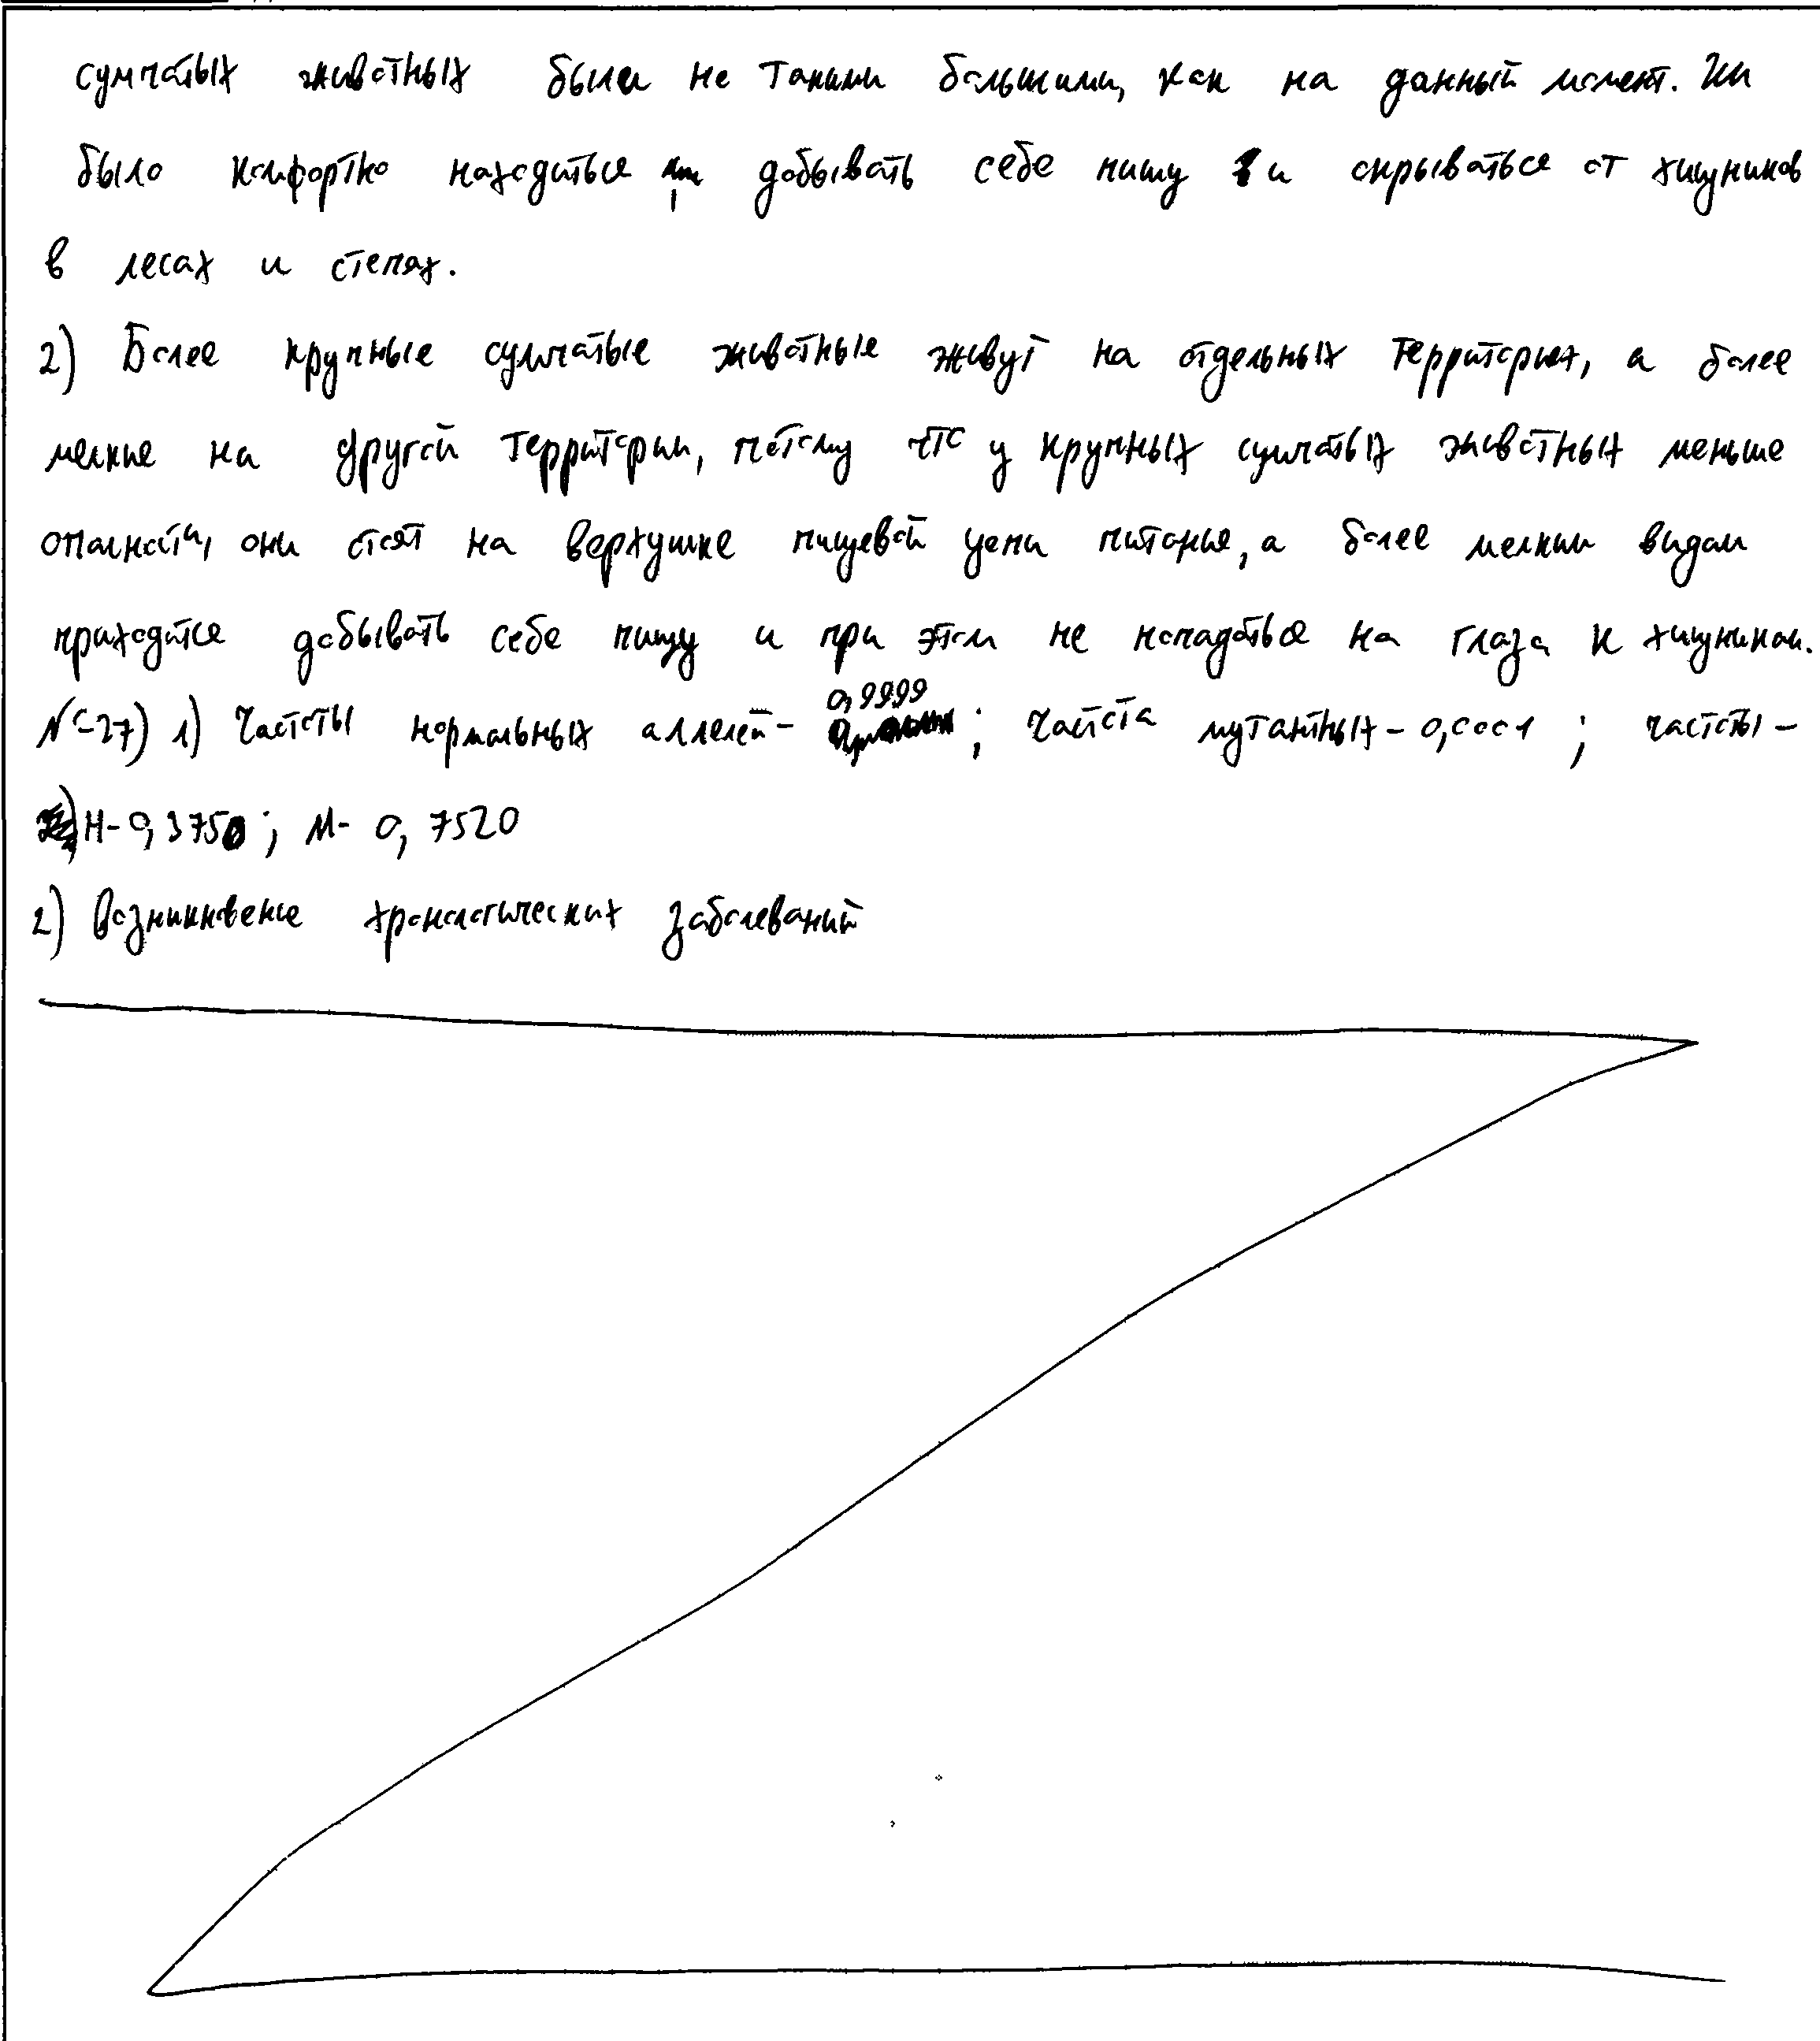 сумчатых животных были не такими большими, как на данный момент. Им
было комфортно находиться, добывать себе пищу и скрываться от хищников
в лесах и степях.
2) Более крупные сумчатые животные живут на отдельных территориях, а более
мелкие на другой территории, потому что у крупных сумчатых животных меньше
опасности, они стоят на верхушке пищевой цепи питания, а более мелким видам
приходится добывать себе пищу и при этом не попадаться на глаза к хищникам.
№-27) 1) Частоты нормальных аллелей- 0,9999 ; частота мутантных - 0,0001 ; частоты -
Н- 0,3750 ; М- 0,7520
2) Возникновение хронологических заболеваний